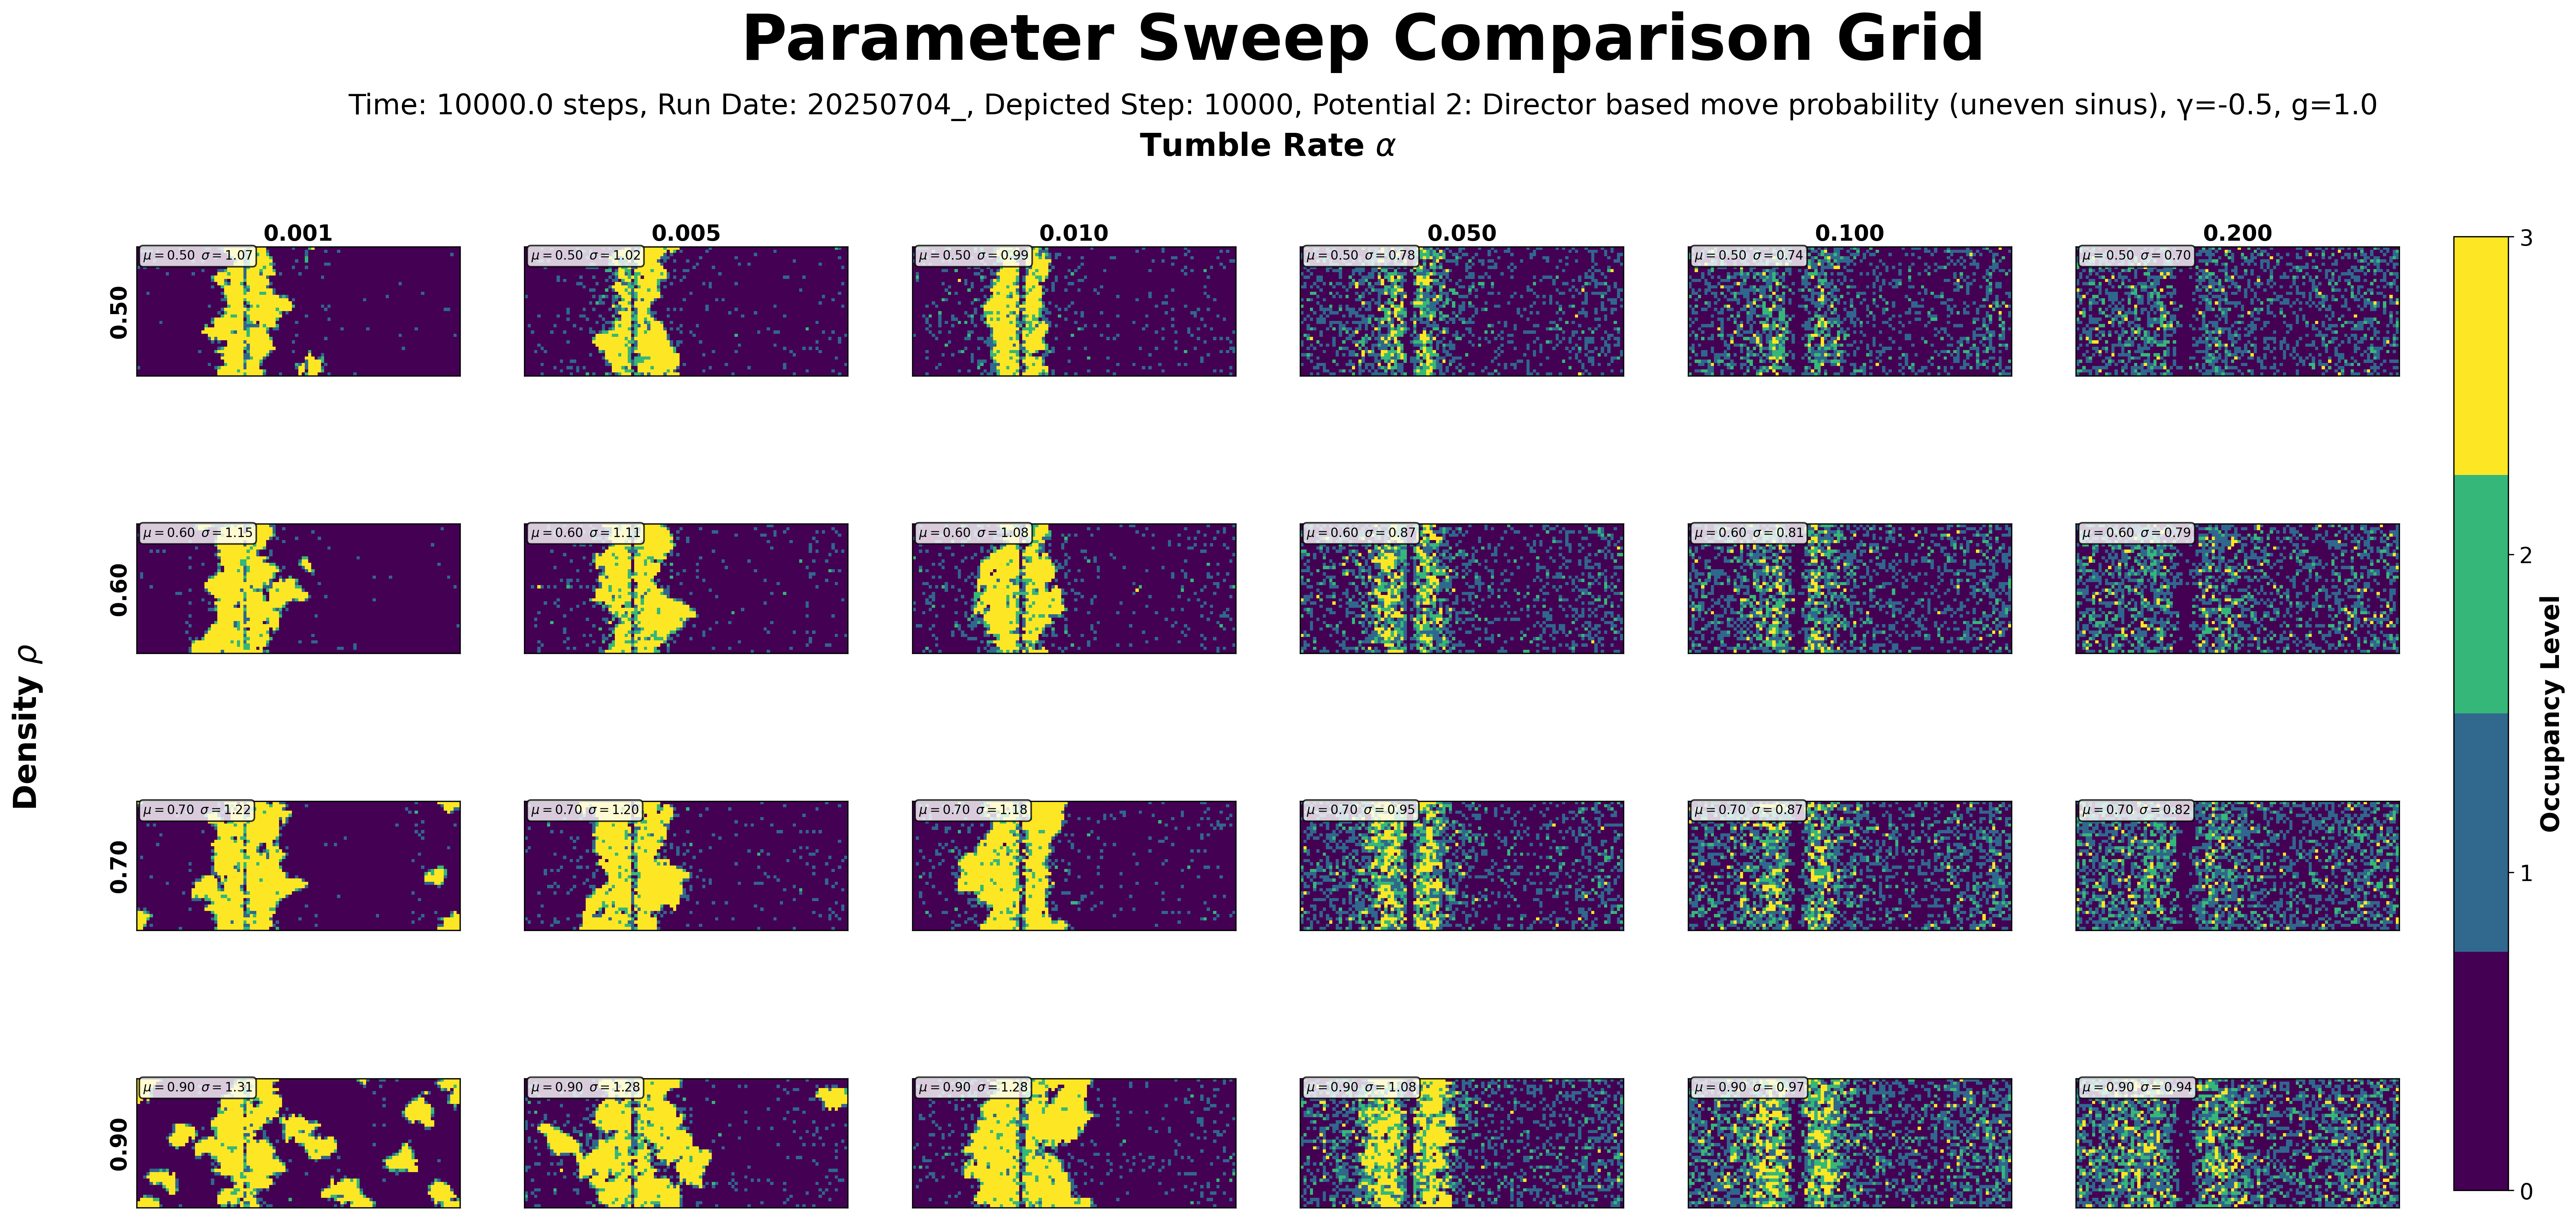 Parameter Sweep Comparison Grid
Time: 10000.0 steps, Run Date: 20250704_, Depicted Step: 10000, Potential 2: Director based move probability (uneven sinus), γ=-0.5, g=1.0
Tumble Rate α
0.001 0.005 0.010 0.050 0.100 0.200
μ = 0.50 σ = 1.07
μ = 0.50 σ = 1.02
μ = 0.50 σ = 0.99
μ = 0.50 σ = 0.78
μ = 0.50 σ = 0.74
μ = 0.50 σ = 0.70
0.50
μ = 0.60 σ = 1.15
μ = 0.60 σ = 1.11
μ = 0.60 σ = 1.08
μ = 0.60 σ = 0.87
μ = 0.60 σ = 0.81
μ = 0.60 σ = 0.79
0.60
μ = 0.70 σ = 1.22
μ = 0.70 σ = 1.20
μ = 0.70 σ = 1.18
μ = 0.70 σ = 0.95
μ = 0.70 σ = 0.87
μ = 0.70 σ = 0.82
0.70
μ = 0.90 σ = 1.31
μ = 0.90 σ = 1.28
μ = 0.90 σ = 1.28
μ = 0.90 σ = 1.08
μ = 0.90 σ = 0.97
μ = 0.90 σ = 0.94
0.90
Density ρ
3
2
1
0
Occupancy Level